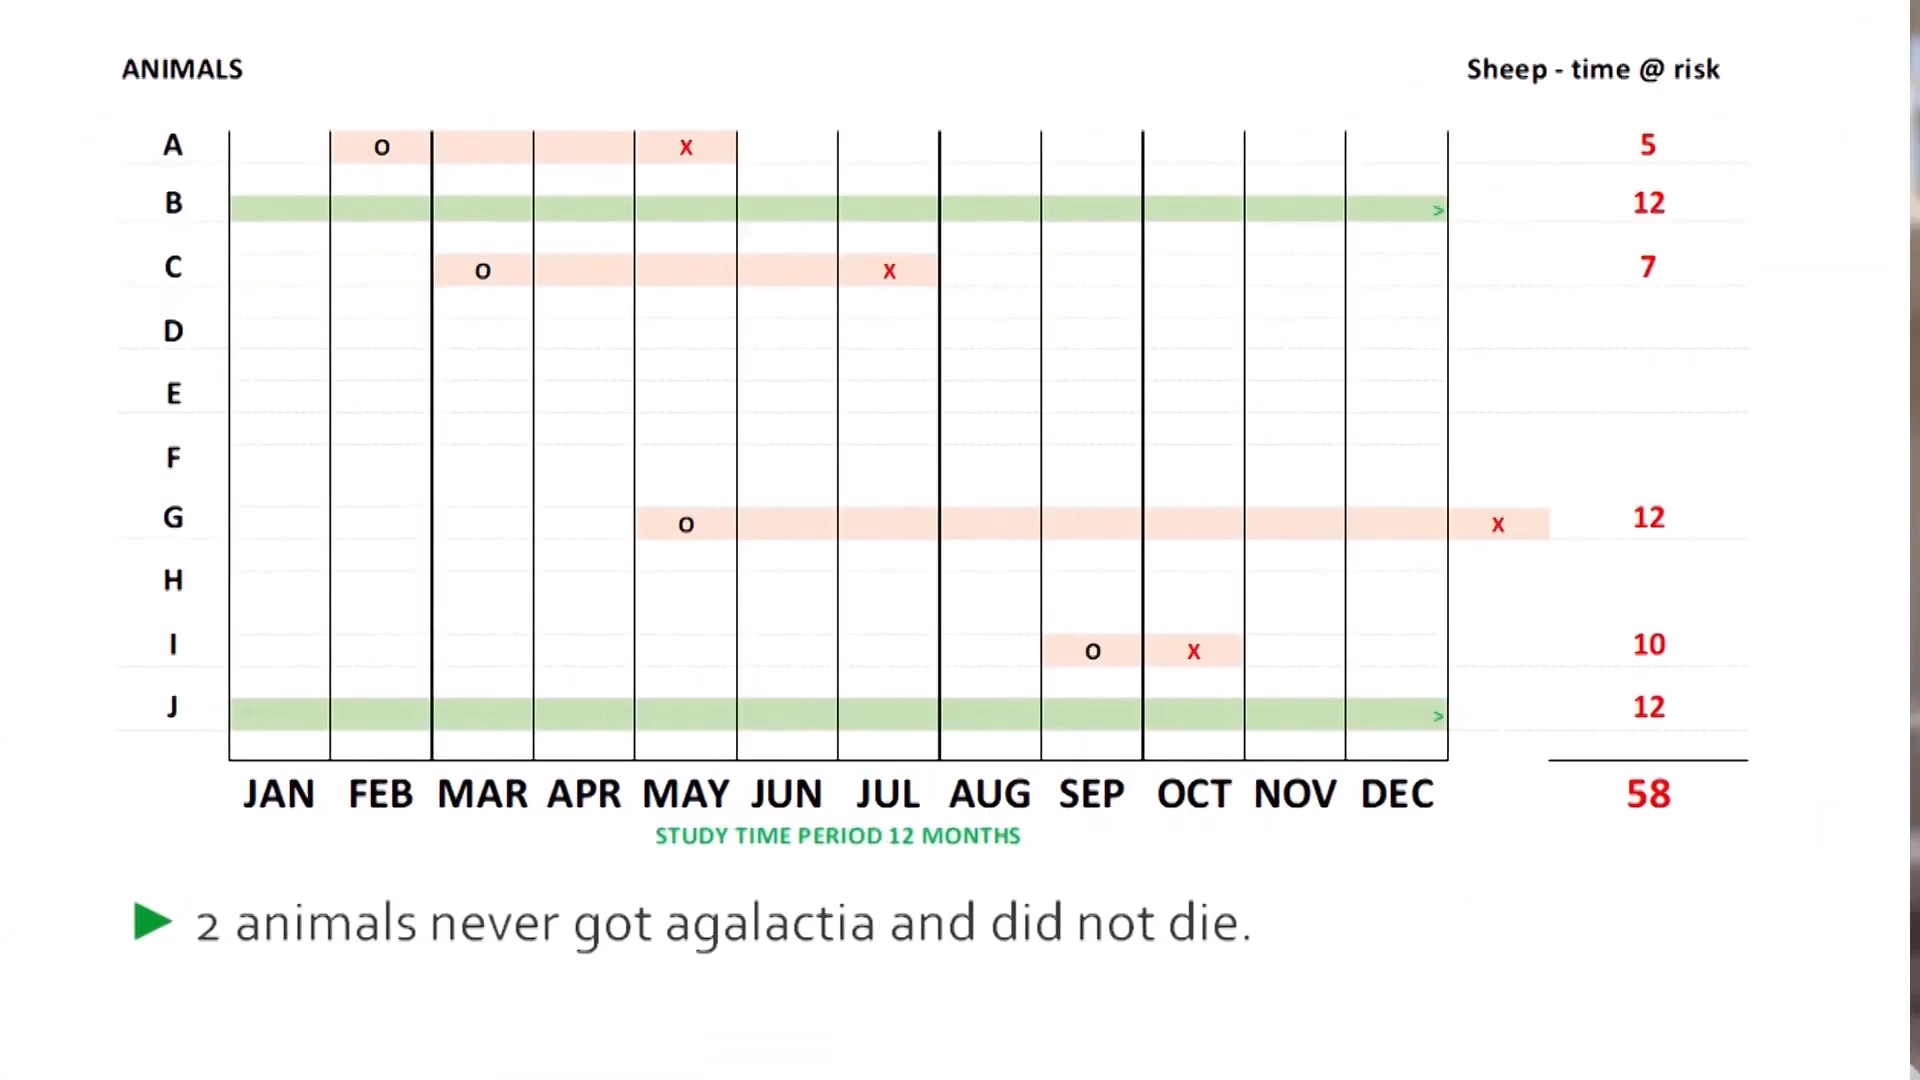 ANIMALS Sheep - time @ risk
A O X 5
B > 12
C O X 7
D
E
F
G O X 12
H
I O X 10
J > 12
JAN FEB MAR APR MAY JUN JUL AUG SEP OCT NOV DEC 58
STUDY TIME PERIOD 12 MONTHS
2 animals never got agalactia and did not die.